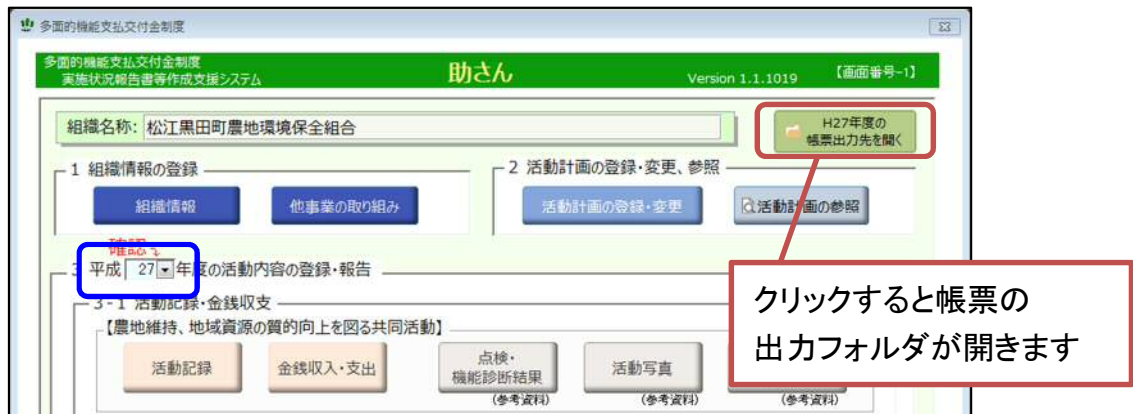 多面的機能支払交付金制度
多面的機能支払交付金制度
実施状況報告書等作成支援システム
助さん
Version 1.1.1019
【画面番号-1】
組織名称: 松江黒田町農地環境保全組合
H27年度の
帳票出力先を開く
1 組織情報の登録
2 活動計画の登録・変更、参照
組織情報
他事業の取り組み
活動計画の登録・変更
活動計画の参照
3 平成 27 年度の活動内容の登録・報告
3-1 活動記録・金銭収支
【農地維持、地域資源の質的向上を図る共同活動】
活動記録
金銭収入・支出
点検・
機能診断結果
活動写真
(参考資料)
(参考資料)
(参考資料)
クリックすると帳票の
出力フォルダが開きます